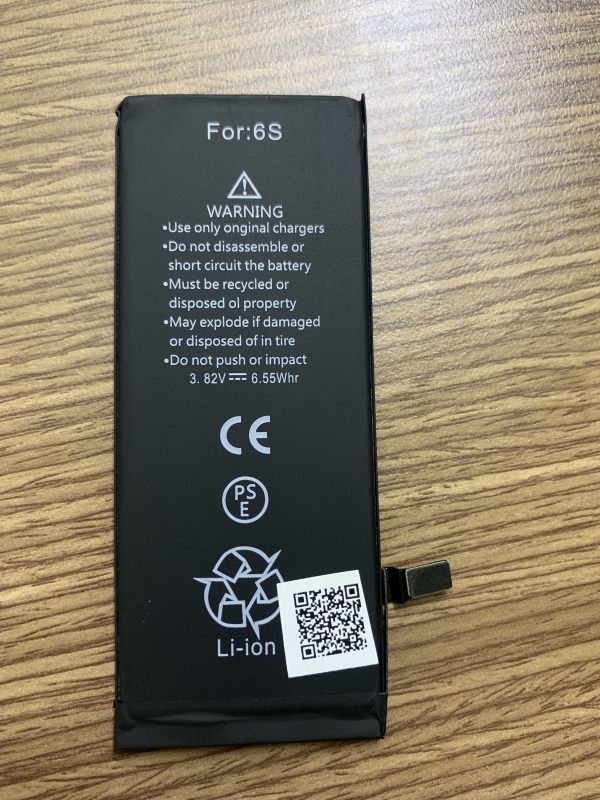 For:6S
WARNING
•Use only onginal chargers
•Do not disassemble or
short circuit the battery
•Must be recycled or
disposed ol property
•May explode if damaged
or disposed of in tire
•Do not push or impact
3. 82V ⎓ 6.55Whr
CE
PS
E
Li-ion